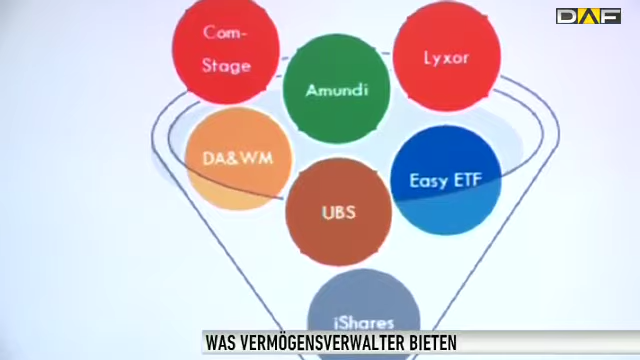 DAF
Com-
Stage
Amundi
Lyxor
DA&WM
UBS
Easy ETF
iShares
WAS VERMÖGENSVERWALTER BIETEN